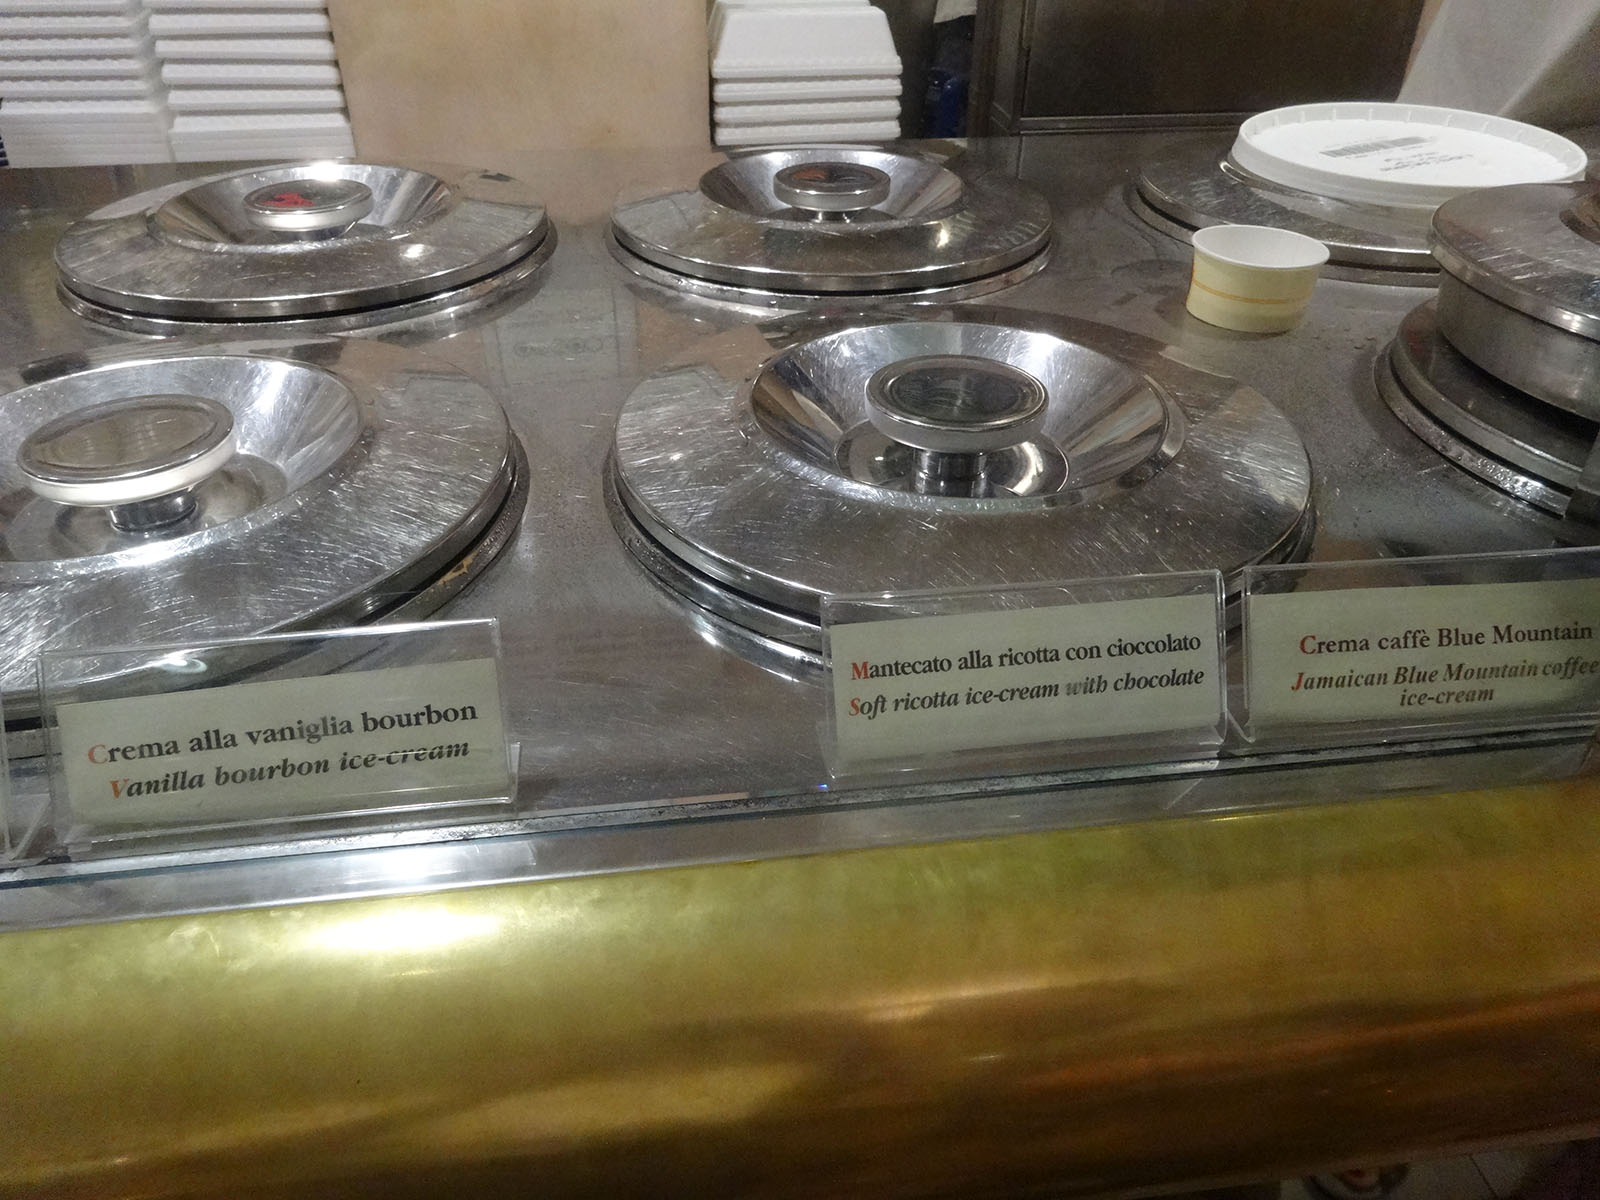 Crema alla vaniglia bourbon
Vanilla bourbon ice-cream
Mantecato alla ricotta con cioccolato
Soft ricotta ice-cream with chocolate
Crema caffè Blue Mountain
Jamaican Blue Mountain coffee
ice-cream